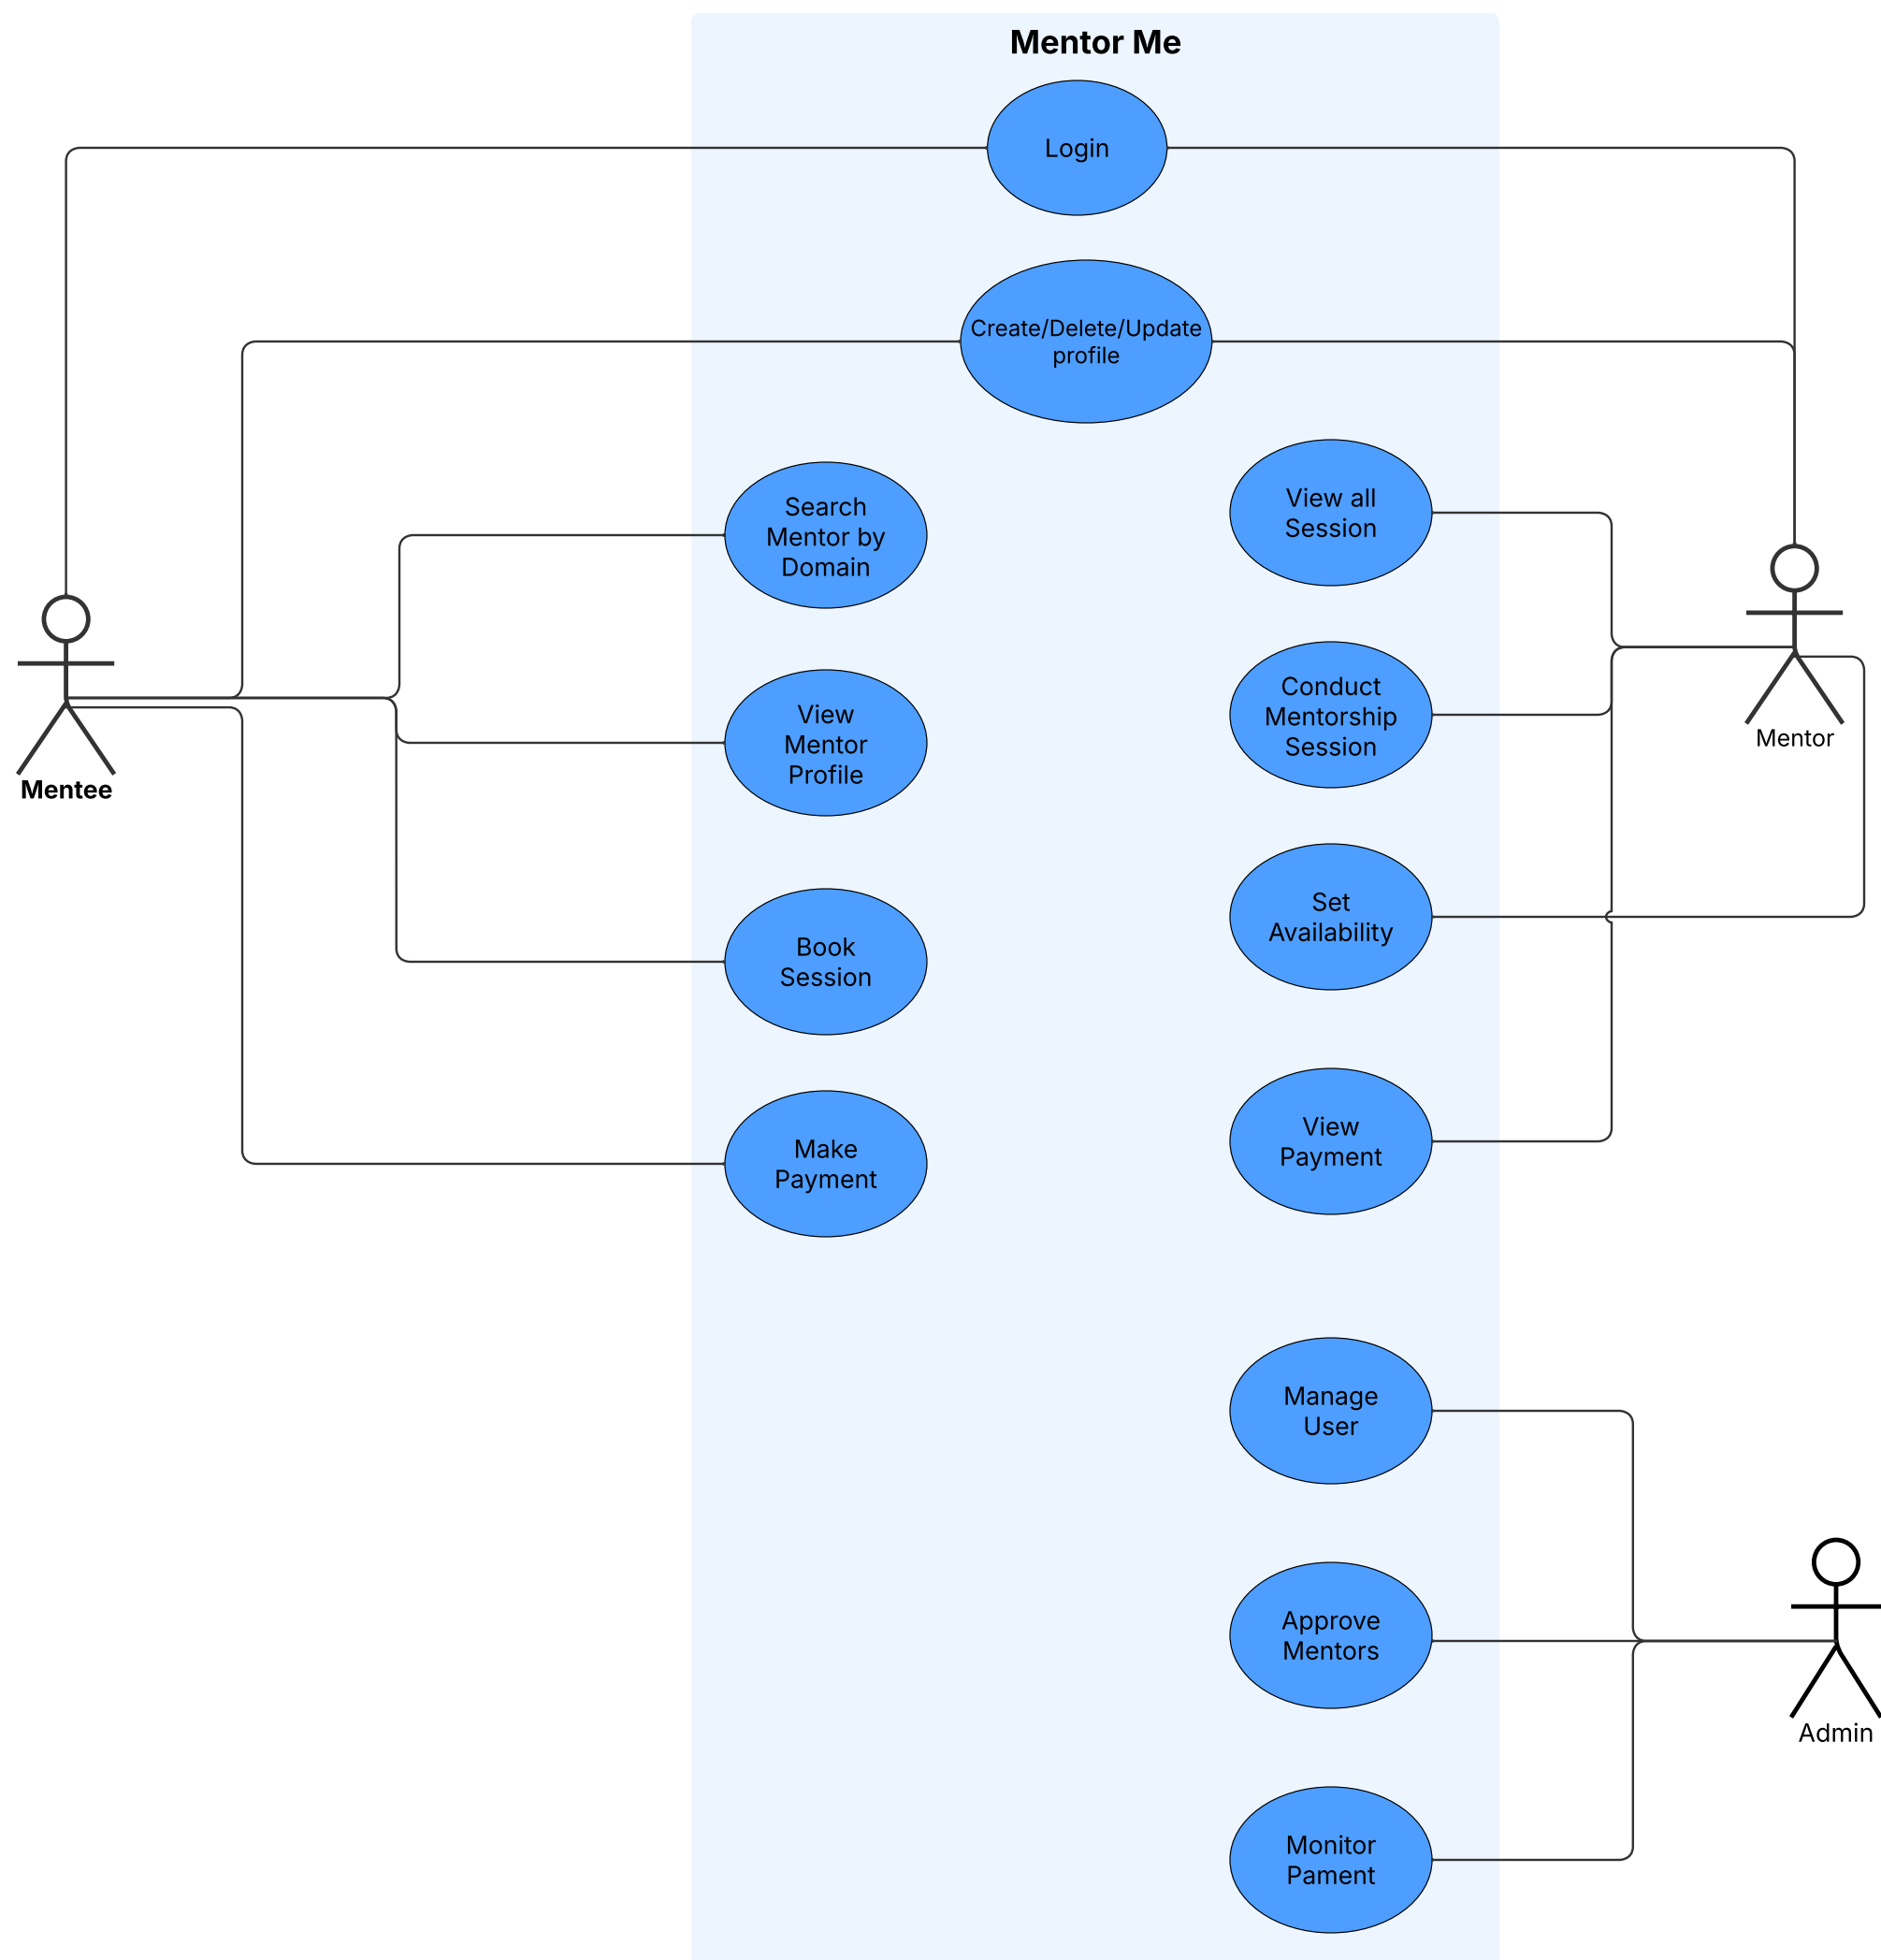 Mentor Me
Login
Create/Delete/Update
profile
View all
Session
Search
Mentor by
Domain
Conduct
Mentorship
Session
Mentor
View
Mentor
Profile
Mentee
Set
Availability
Book
Session
View
Payment
Make
Payment
Manage
User
Approve
Mentors
Admin
Monitor
Pament